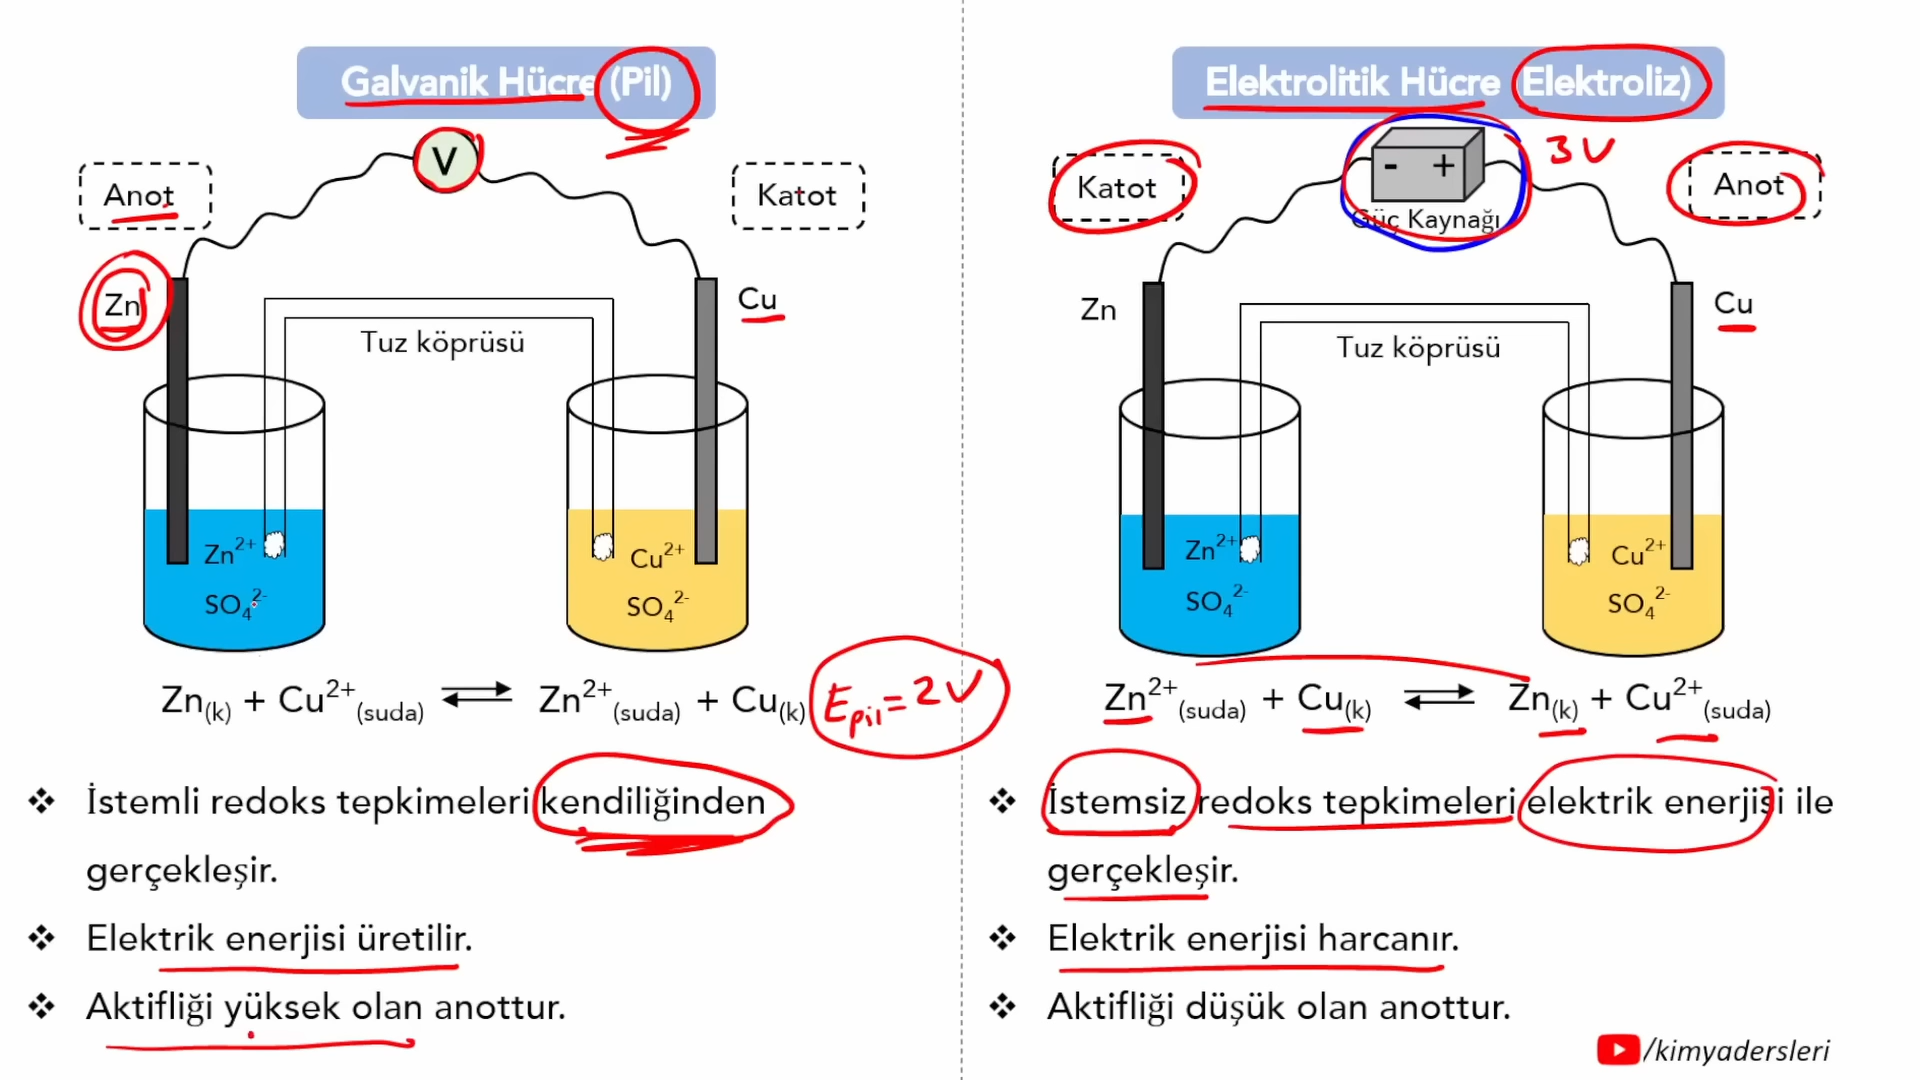 Galvanik Hücre (Pil)
V
Anot
Katot
Zn
Cu
Tuz köprüsü
Zn²⁺
SO₄²⁻
Cu²⁺
SO₄²⁻
Zn(k) + Cu²⁺(suda) ⇌ Zn²⁺(suda) + Cu(k)
Epil = 2V
❖ İstemli redoks tepkimeleri kendiliğinden
gerçekleşir.
❖ Elektrik enerjisi üretilir.
❖ Aktifliği yüksek olan anottur.
Elektrolitik Hücre (Elektroliz)
- +
3V
Güç Kaynağı
Katot
Anot
Zn
Cu
Tuz köprüsü
Zn²⁺
SO₄²⁻
Cu²⁺
SO₄²⁻
Zn²⁺(suda) + Cu(k) ⇌ Zn(k) + Cu²⁺(suda)
❖ İstemsiz redoks tepkimeleri elektrik enerjisi ile
gerçekleşir.
❖ Elektrik enerjisi harcanır.
❖ Aktifliği düşük olan anottur.
/kimyadersleri